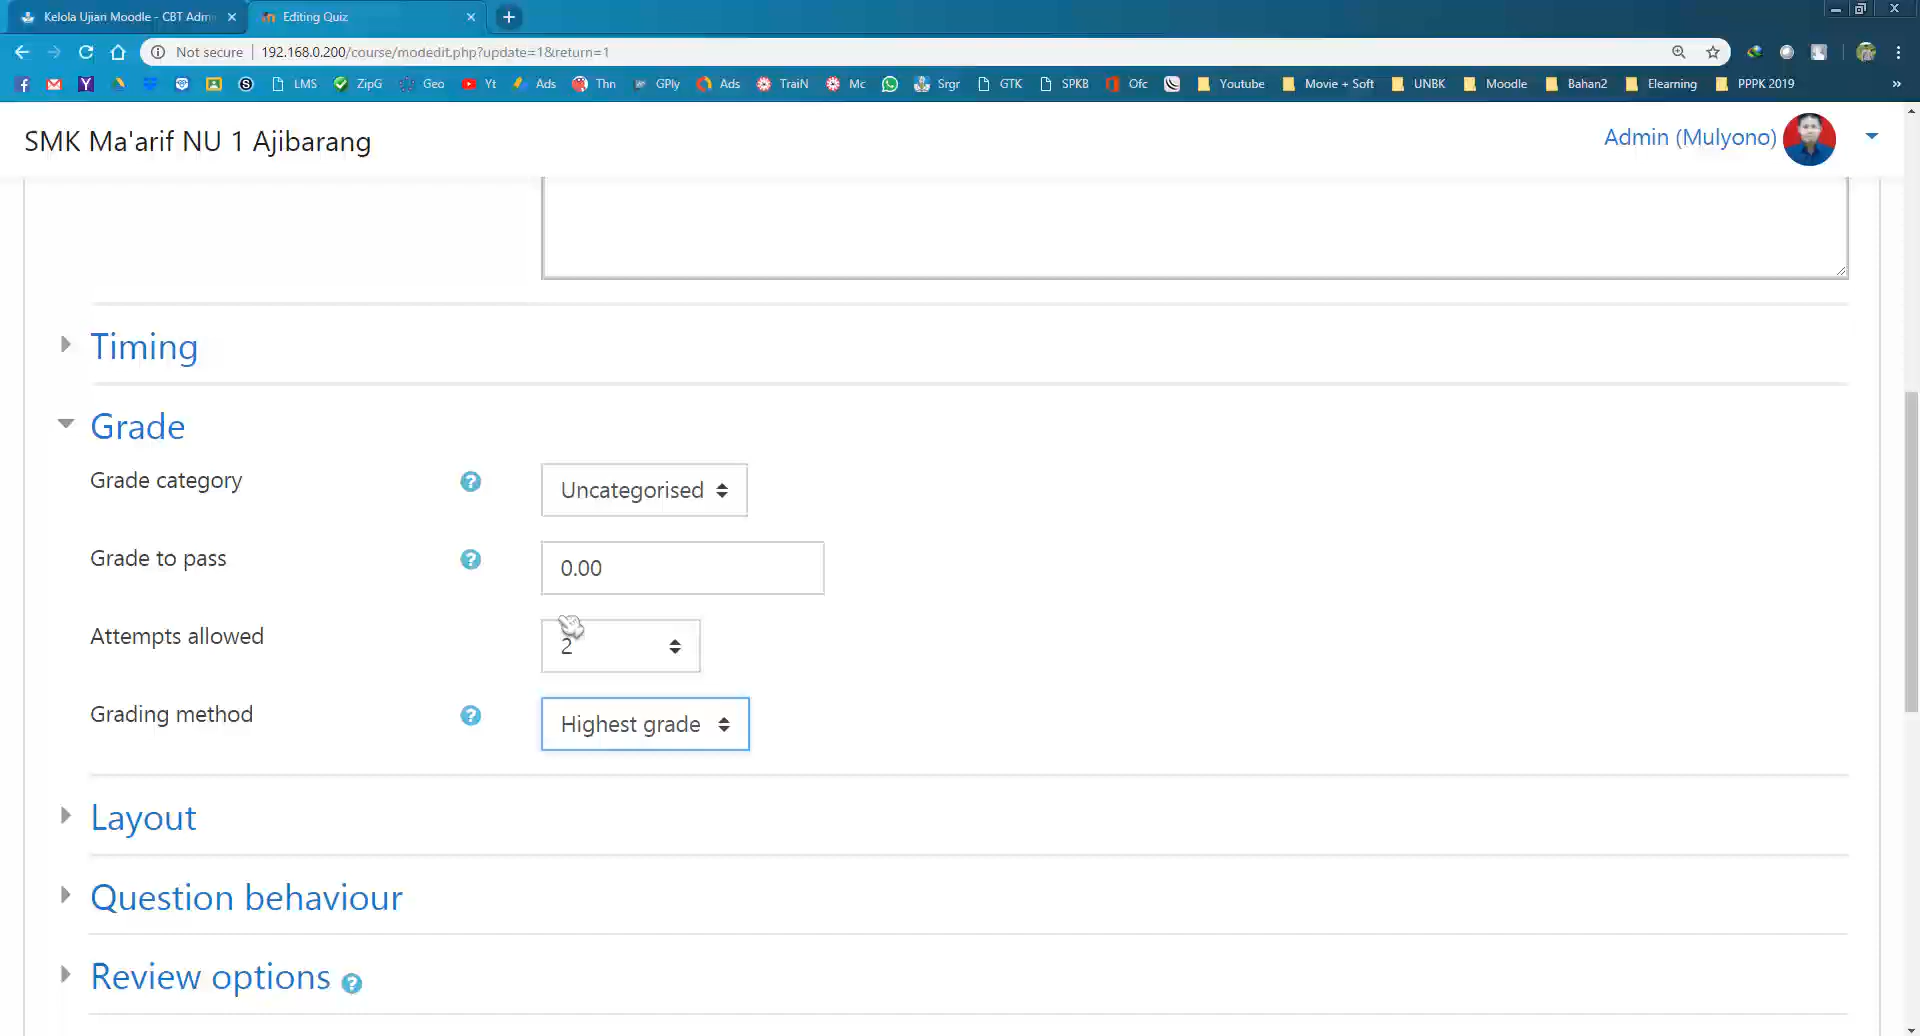 Kelola Ujian Moodle - CBT Adm
Editing Quiz
Not secure
192.168.0.200/course/modedit.php?update=1&return=1
LMS ZipG Geo Yt Ads Thn GPly Ads TraiN Mc Srgr GTK SPKB Ofc Youtube Movie + Soft UNBK Moodle Bahan2 Elearning PPPK 2019 »
SMK Ma'arif NU 1 Ajibarang
Admin (Mulyono)
Timing
Grade
Grade category
Uncategorised
Grade to pass
0.00
Attempts allowed
2
Grading method
Highest grade
Layout
Question behaviour
Review options